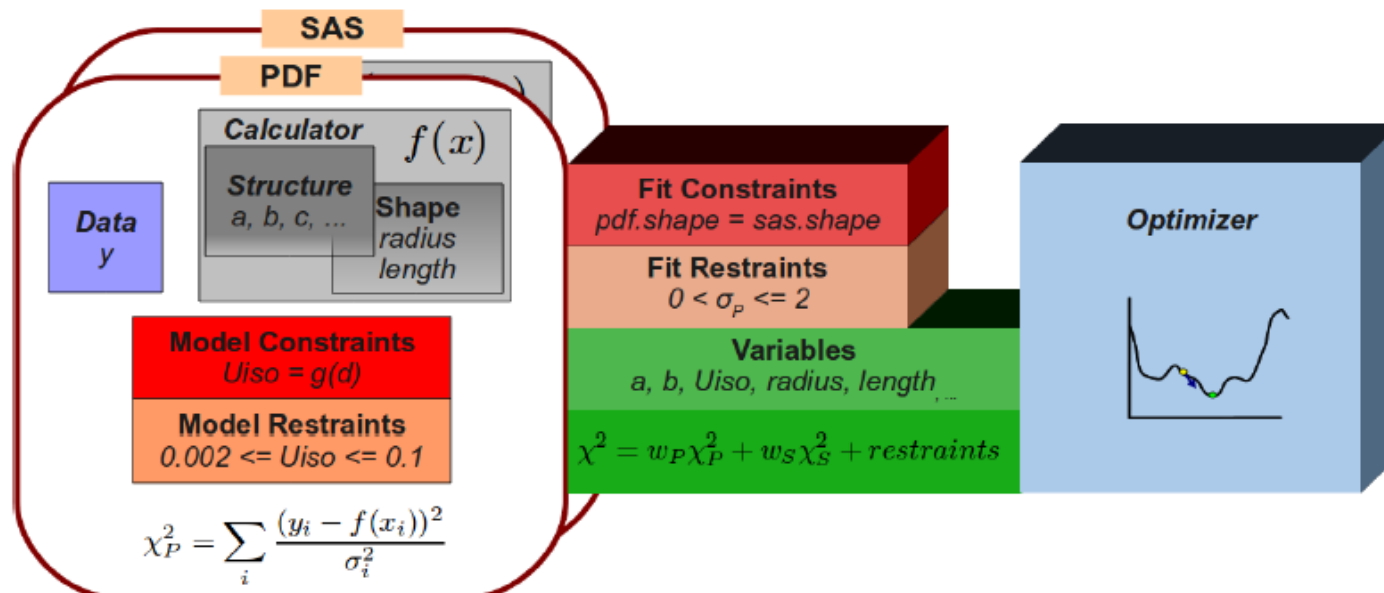 SAS
PDF
Calculator
f(x)
Structure
a, b, c, ...
Shape
radius
length
Data
y
Model Constraints
Uiso = g(d)
Model Restraints
0.002 <= Uiso <= 0.1
χ²_P = ∑_i (y_i − f(x_i))² / σ_i²
Fit Constraints
pdf.shape = sas.shape
Fit Restraints
0 < σ_P <= 2
Variables
a, b, Uiso, radius, length, ...
χ² = w_P χ²_P + w_S χ²_S + restraints
Optimizer